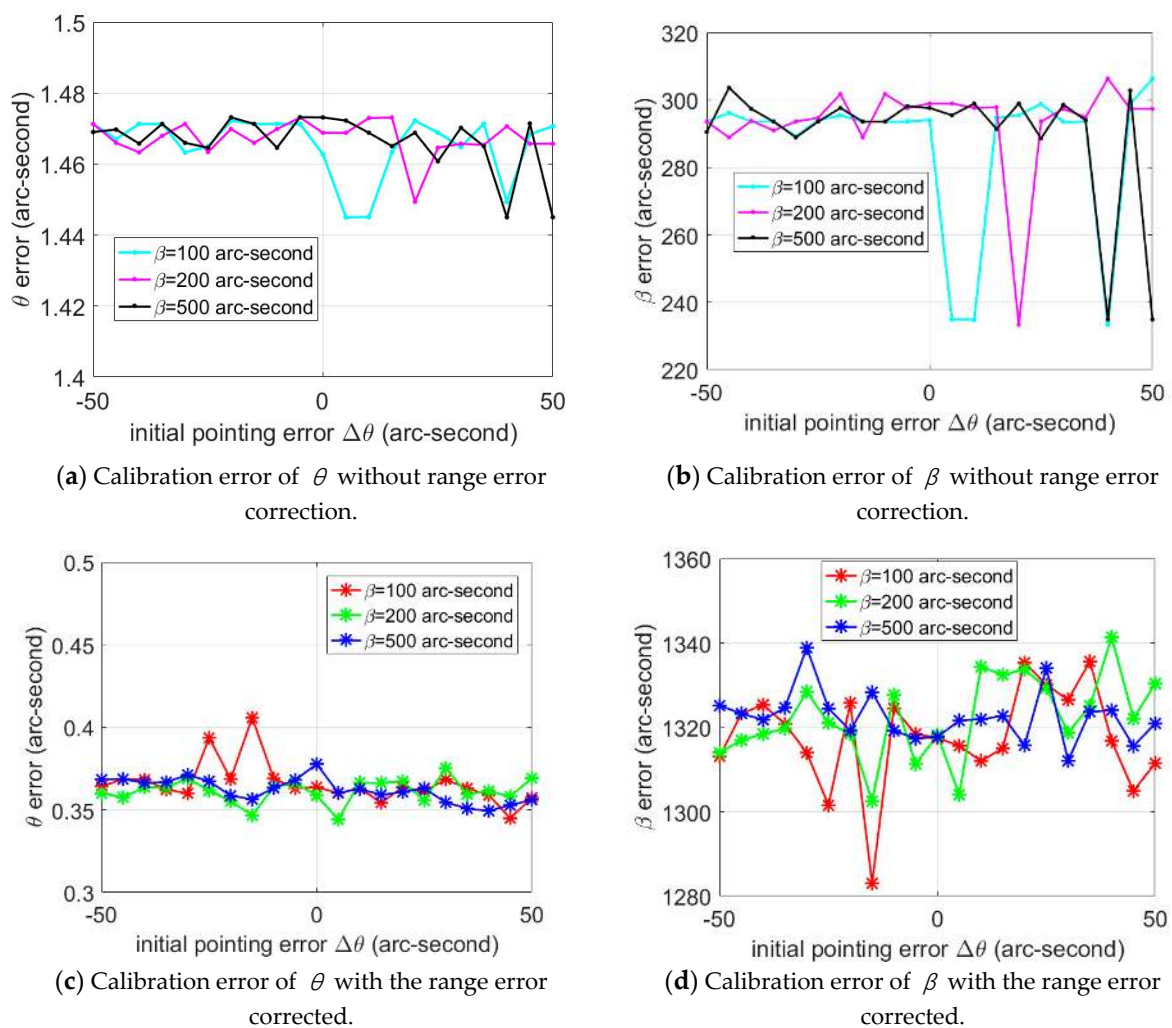 1.5
1.48
1.46
1.44
1.42
1.4
θ error (arc-second)
β=100 arc-second
β=200 arc-second
β=500 arc-second
-50 0 50
initial pointing error Δθ (arc-second)
(a) Calibration error of θ without range error
correction.
320
300
280
260
240
220
β error (arc-second)
β=100 arc-second
β=200 arc-second
β=500 arc-second
-50 0 50
initial pointing error Δθ (arc-second)
(b) Calibration error of β without range error
correction.
0.5
0.45
0.4
0.35
0.3
θ error (arc-second)
β=100 arc-second
β=200 arc-second
β=500 arc-second
-50 0 50
initial pointing error Δθ (arc-second)
(c) Calibration error of θ with the range error
corrected.
1360
1340
1320
1300
1280
β error (arc-second)
β=100 arc-second
β=200 arc-second
β=500 arc-second
-50 0 50
initial pointing error Δθ (arc-second)
(d) Calibration error of β with the range error
corrected.